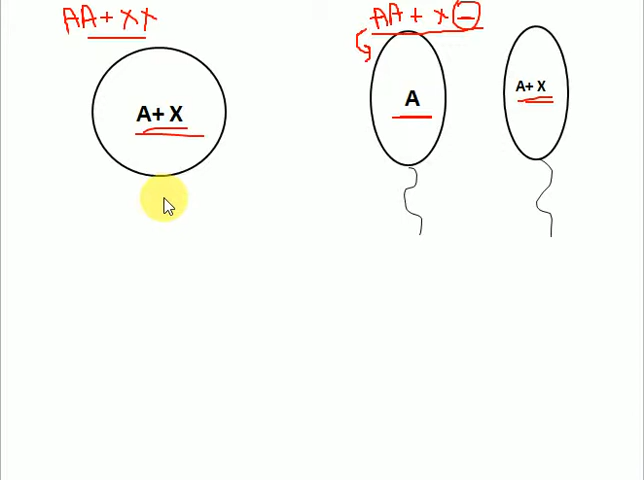 AA+XX
AA + x –
A+ X
A
A+ X